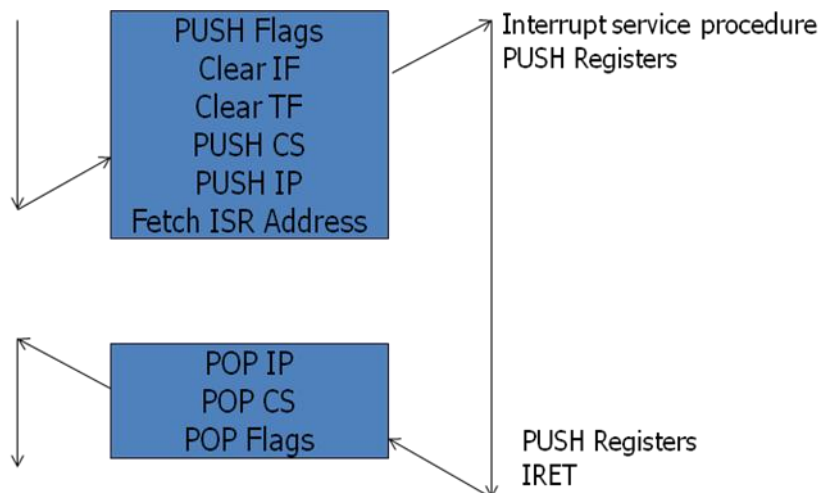 PUSH Flags
Clear IF
Clear TF
PUSH CS
PUSH IP
Fetch ISR Address
Interrupt service procedure
PUSH Registers
POP IP
POP CS
POP Flags
PUSH Registers
IRET